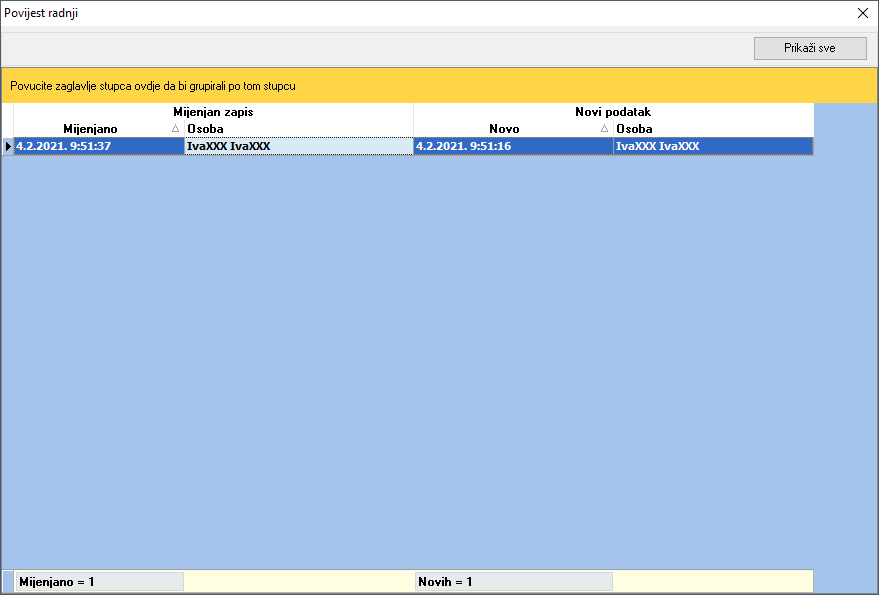 Povijest radnji
Prikaži sve
Povucite zaglavlje stupca ovdje da bi grupirali po tom stupcu
Mijenjan zapis Novi podatak
Mijenjano Osoba Novo Osoba
4.2.2021. 9:51:37 IvaXXX IvaXXX 4.2.2021. 9:51:16 IvaXXX IvaXXX
Mijenjano = 1 Novih = 1